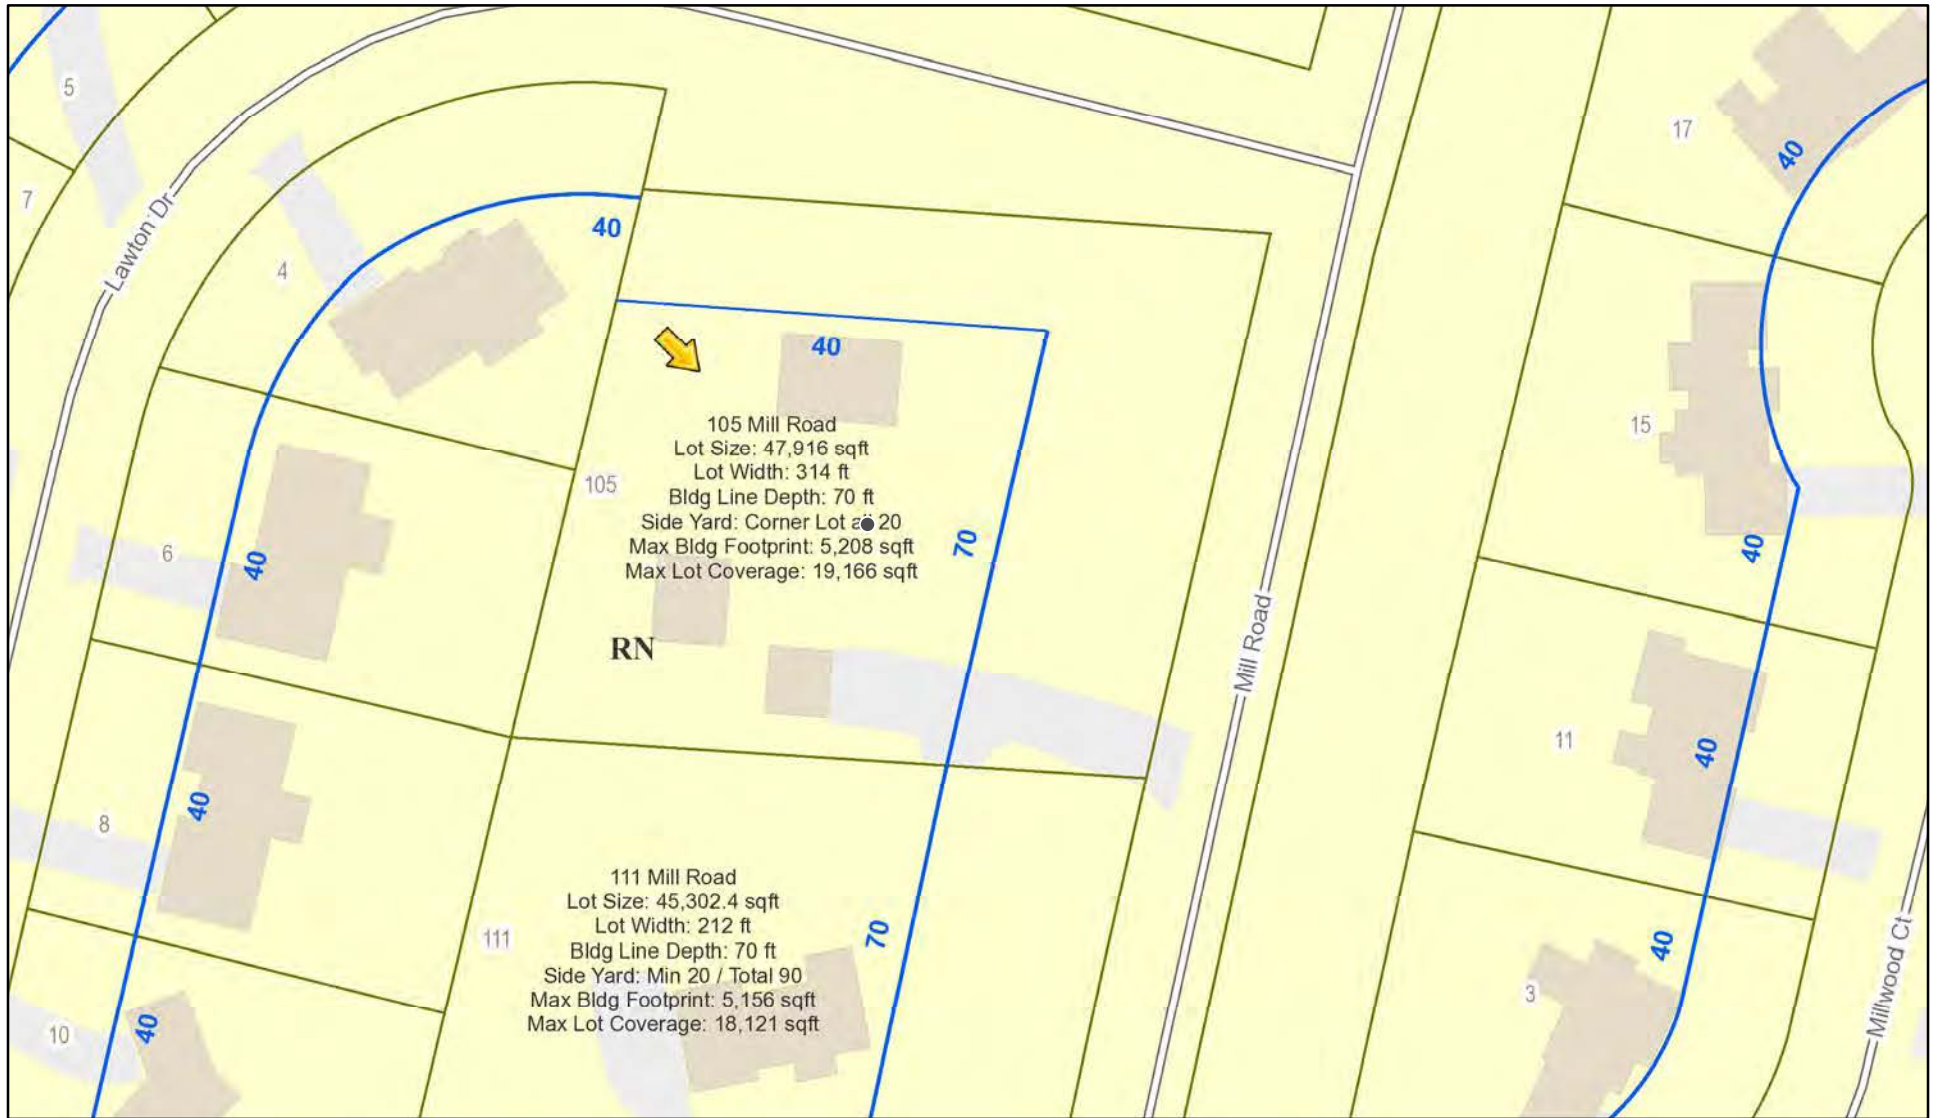 5
17
7
40
Lawton Dr
40
4
40
105 Mill Road
Lot Size: 47,916 sqft
Lot Width: 314 ft
Bldg Line Depth: 70 ft
Side Yard: Corner Lot 20
Max Bldg Footprint: 5,208 sqft
Max Lot Coverage: 19,166 sqft
105
15
70
40
6
40
RN
Mill Road
11
40
40
8
111 Mill Road
Lot Size: 45,302.4 sqft
Lot Width: 212 ft
Bldg Line Depth: 70 ft
Side Yard: Min 20 / Total 90
Max Bldg Footprint: 5,156 sqft
Max Lot Coverage: 18,121 sqft
111
70
40
3
Millwood Ct
10
40